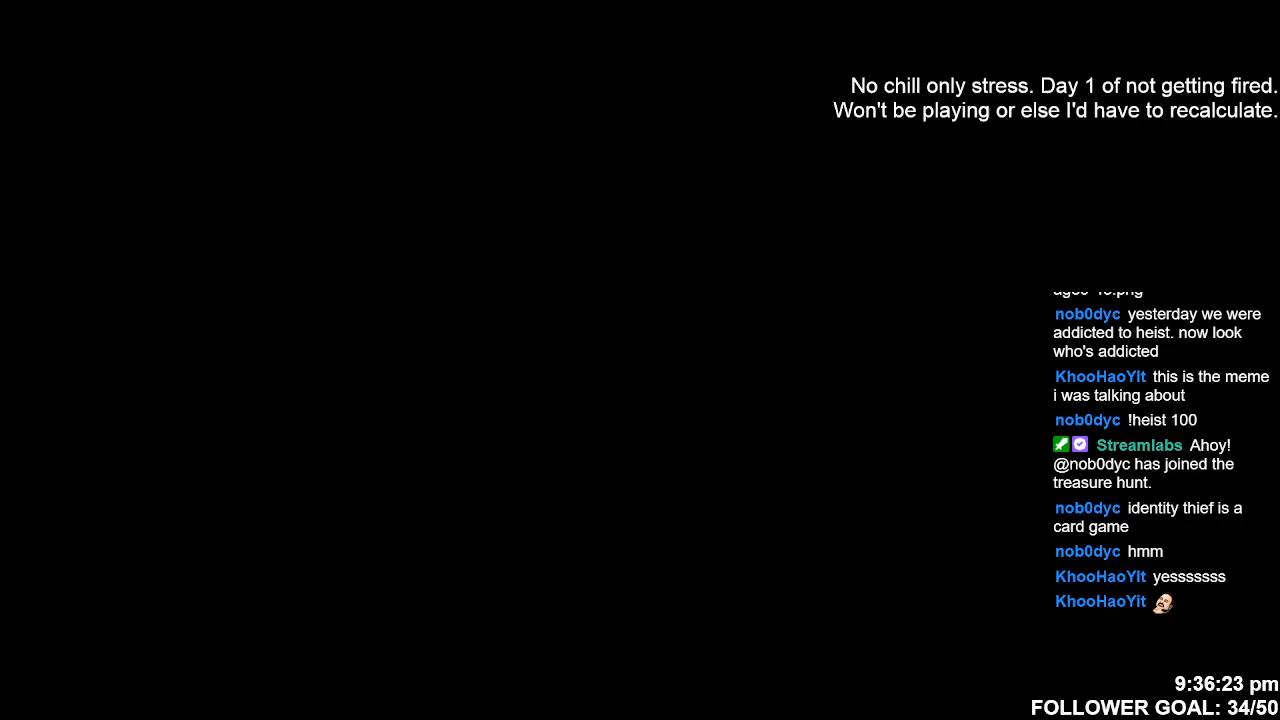 No chill only stress. Day 1 of not getting fired.
Won't be playing or else I'd have to recalculate.
nob0dyc yesterday we were
addicted to heist. now look
who's addicted
KhooHaoYIt this is the meme
i was talking about
nob0dyc !heist 100
Streamlabs Ahoy!
@nob0dyc has joined the
treasure hunt.
nob0dyc identity thief is a
card game
nob0dyc hmm
KhooHaoYIt yesssssss
KhooHaoYit
9:36:23 pm
FOLLOWER GOAL: 34/50